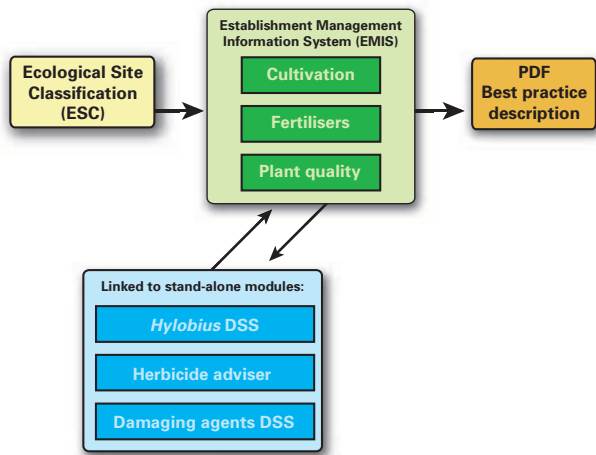 Ecological Site
Classification
(ESC)
Establishment Management
Information System (EMIS)
Cultivation
Fertilisers
Plant quality
PDF
Best practice
description
Linked to stand-alone modules:
Hylobius DSS
Herbicide adviser
Damaging agents DSS